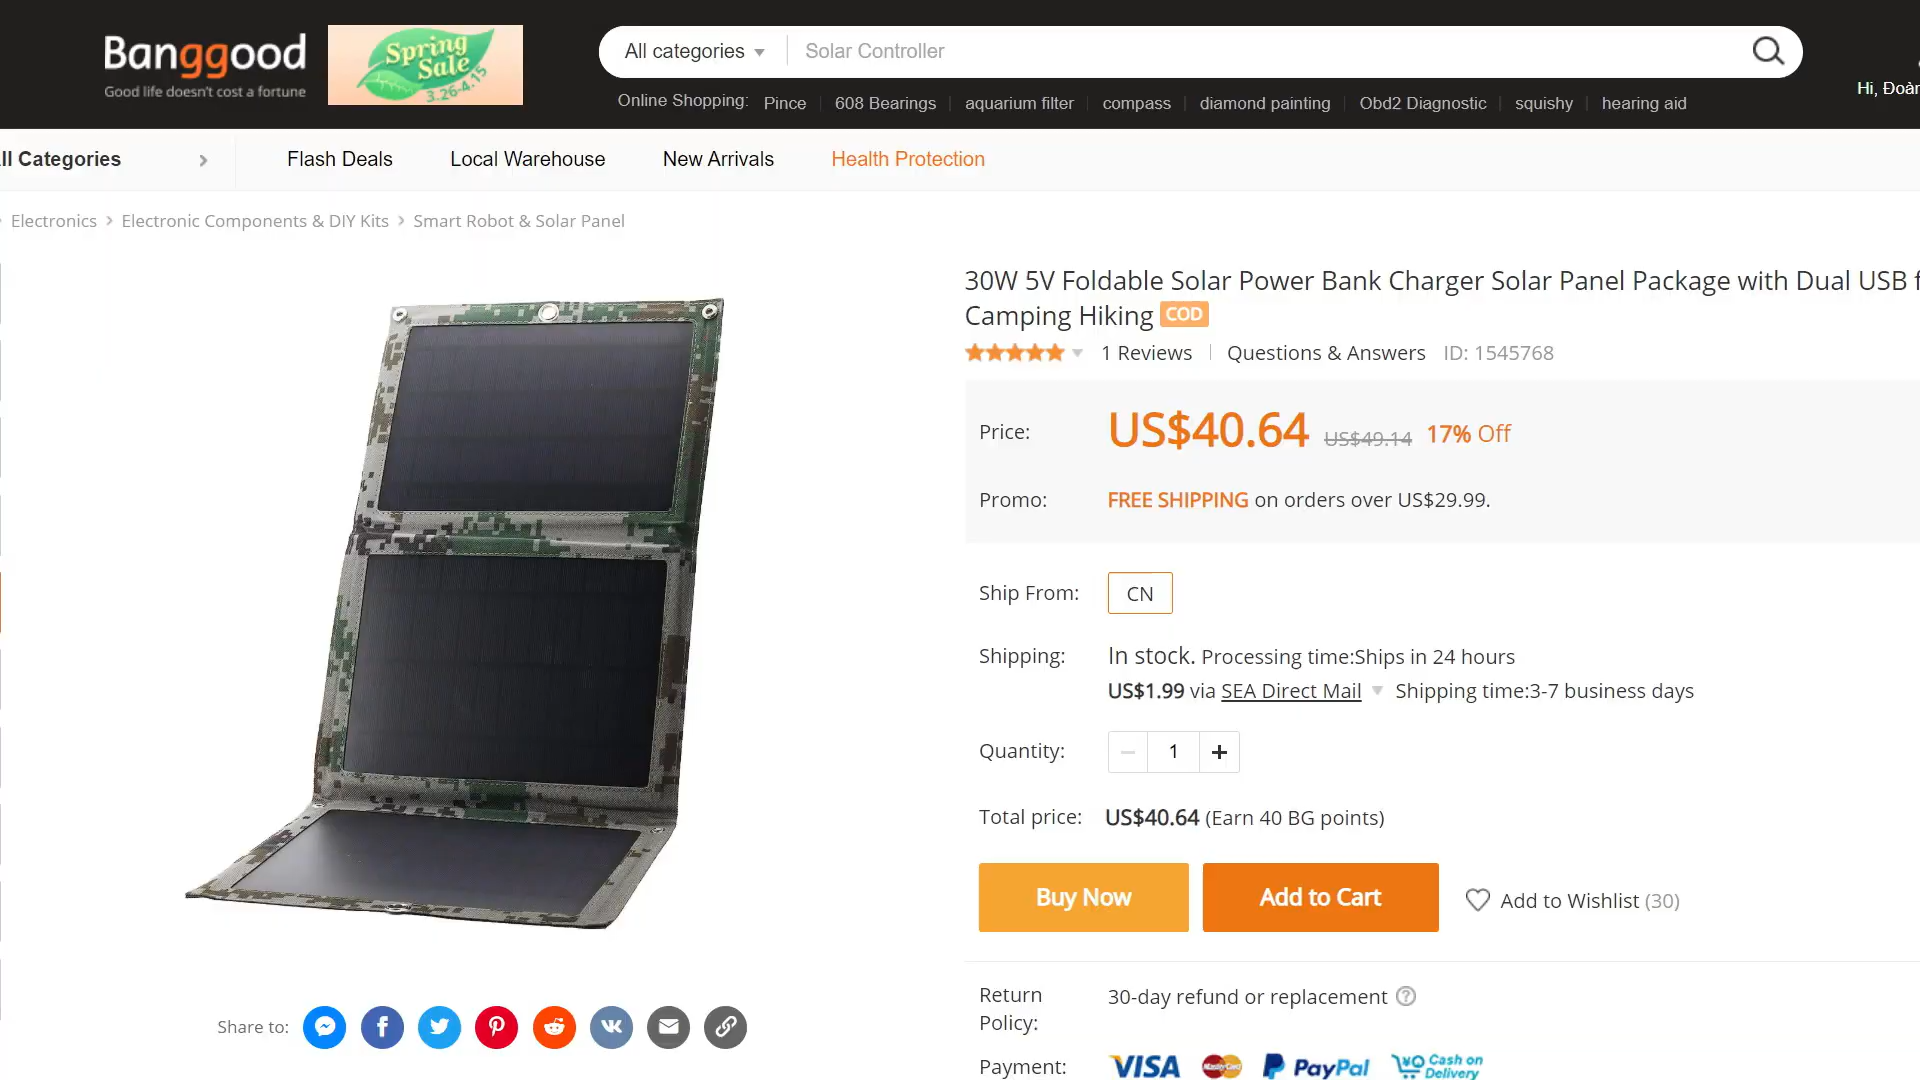 Banggood
Good life doesn't cost a fortune
Spring
Sale
3.26-4.15
All categories
Solar Controller
Online Shopping: Pince 608 Bearings aquarium filter compass diamond painting Obd2 Diagnostic squishy hearing aid
Hi, Đoàn
ll Categories
Flash Deals
Local Warehouse
New Arrivals
Health Protection
Electronics > Electronic Components & DIY Kits > Smart Robot & Solar Panel
30W 5V Foldable Solar Power Bank Charger Solar Panel Package with Dual USB f
Camping Hiking COD
1 Reviews Questions & Answers ID: 1545768
Price: US$40.64 US$49.14 17% Off
Promo: FREE SHIPPING on orders over US$29.99.
Ship From: CN
Shipping: In stock. Processing time:Ships in 24 hours
US$1.99 via SEA Direct Mail Shipping time:3-7 business days
Quantity: − 1 +
Total price: US$40.64 (Earn 40 BG points)
Buy Now
Add to Cart
Add to Wishlist (30)
Return
Policy:
30-day refund or replacement ?
Share to:
Payment: VISA MasterCard PayPal Cash on
Delivery